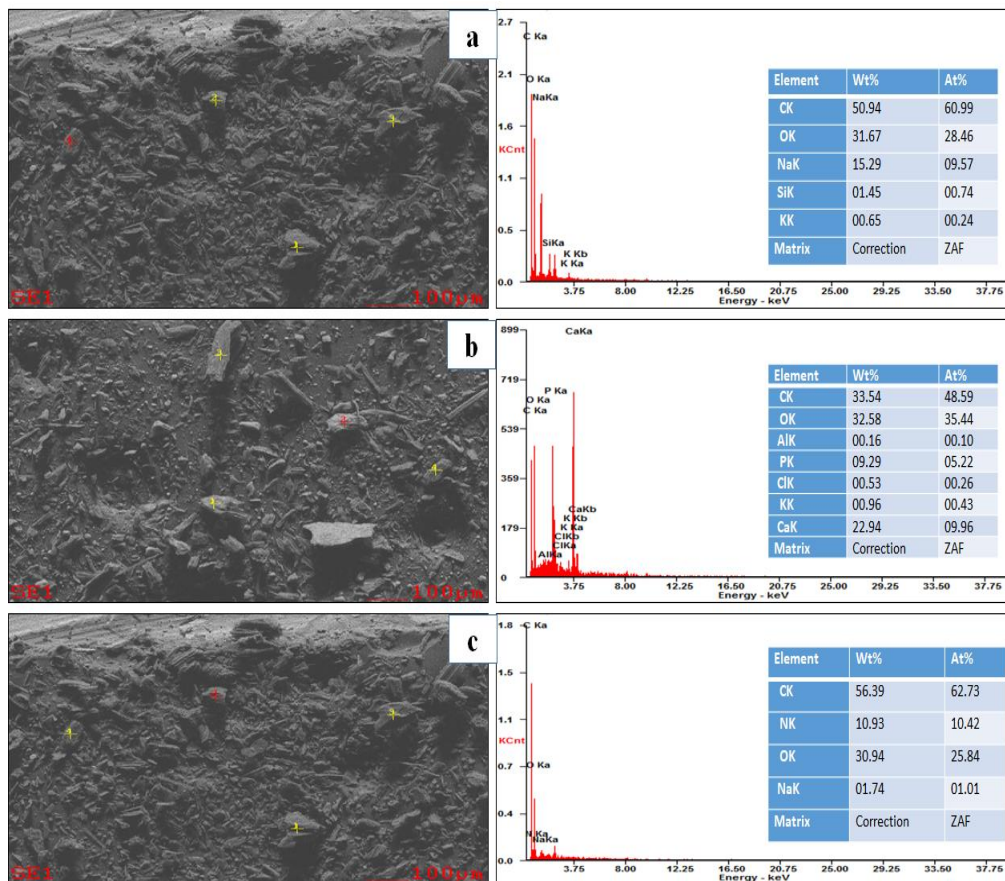 a
SE1
100µm
2.7
2.1
1.6
KCnt
1.1
0.5
0.0
C Ka
O Ka
NaKa
SiKa
K Kb
K Ka
3.75 8.00 12.25 16.50 20.75 25.00 29.25 33.50 37.75
Energy - keV
Element Wt% At%
CK 50.94 60.99
OK 31.67 28.46
NaK 15.29 09.57
SiK 01.45 00.74
KK 00.65 00.24
Matrix Correction ZAF
b
SE1
100µm
899
719
539
359
179
0
CaKa
P Ka
O Ka
C Ka
CaKb
K Kb
K Ka
ClKb
ClKa
AlKa
3.75 8.00 12.25 16.50 20.75 25.00 29.25 33.50 37.75
Energy - keV
Element Wt% At%
CK 33.54 48.59
OK 32.58 35.44
AlK 00.16 00.10
PK 09.29 05.22
ClK 00.53 00.26
KK 00.96 00.43
CaK 22.94 09.96
Matrix Correction ZAF
c
SE1
100µm
1.8
1.5
1.1
KCnt
0.7
0.4
0.0
C Ka
O Ka
N Ka
NaKa
3.75 8.00 12.25 16.50 20.75 25.00 29.25 33.50 37.75
Energy - keV
Element Wt% At%
CK 56.39 62.73
NK 10.93 10.42
OK 30.94 25.84
NaK 01.74 01.01
Matrix Correction ZAF